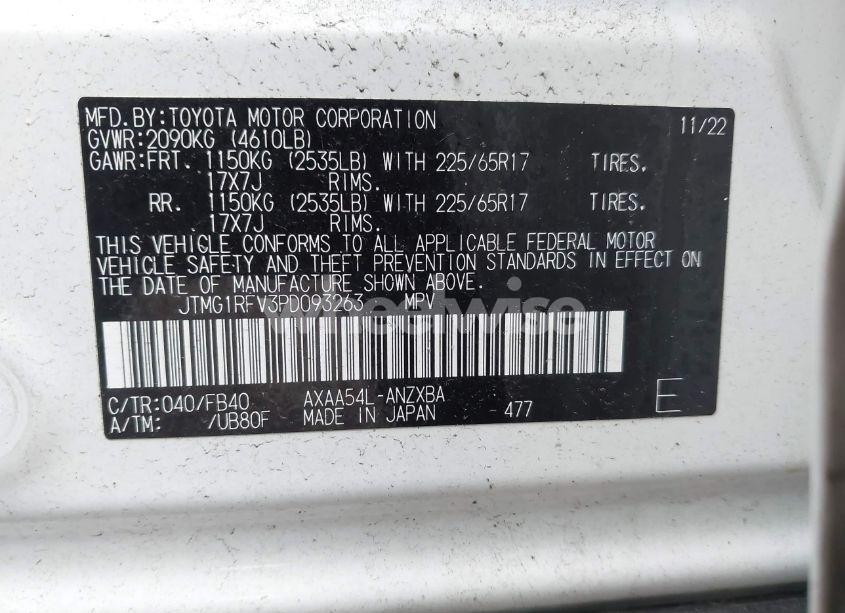 MFD.BY:TOYOTA MOTOR CORPORATION 11/22
GVWR:2090KG (4610LB)
GAWR:FRT. 1150KG (2535LB) WITH 225/65R17 TIRES,
17X7J RIMS.
RR. 1150KG (2535LB) WITH 225/65R17 TIRES,
17X7J RIMS.
THIS VEHICLE CONFORMS TO ALL APPLICABLE FEDERAL MOTOR
VEHICLE SAFETY AND THEFT PREVENTION STANDARDS IN EFFECT ON
THE DATE OF MANUFACTURE SHOWN ABOVE.
JTMG1RFV3PD093263 MPV
wheelwise
C/TR:040/FB40 AXAA54L-ANZXBA
A/TM: /UB80F MADE IN JAPAN 477 E